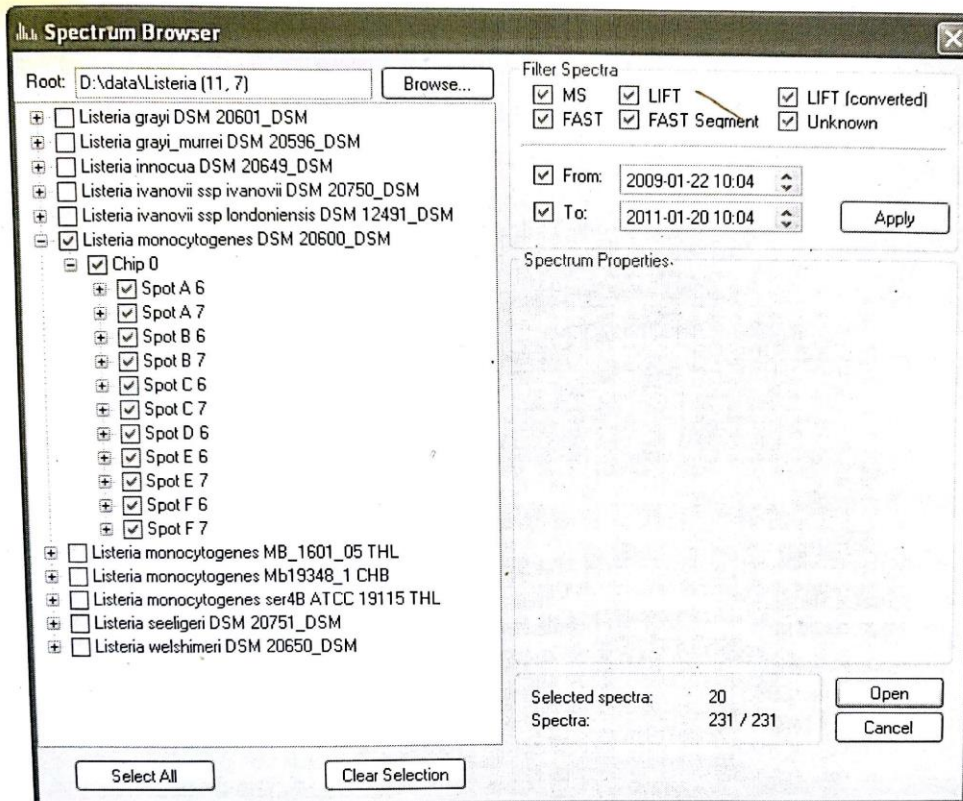 Spectrum Browser
Root: D:\data\Listeria (11, 7) Browse...
Listeria grayi DSM 20601_DSM
Listeria grayi_murrei DSM 20596_DSM
Listeria innocua DSM 20649_DSM
Listeria ivanovii ssp ivanovii DSM 20750_DSM
Listeria ivanovii ssp londoniensis DSM 12491_DSM
Listeria monocytogenes DSM 20600_DSM
Chip 0
Spot A 6
Spot A 7
Spot B 6
Spot B 7
Spot C 6
Spot C 7
Spot D 6
Spot E 6
Spot E 7
Spot F 6
Spot F 7
Listeria monocytogenes MB_1601_05 THL
Listeria monocytogenes Mb19348_1 CHB
Listeria monocytogenes ser4B ATCC 19115 THL
Listeria seeligeri DSM 20751_DSM
Listeria welshimeri DSM 20650_DSM
Select All Clear Selection
Filter Spectra
MS LIFT LIFT (converted)
FAST FAST Segment Unknown
From: 2009-01-22 10:04
To: 2011-01-20 10:04 Apply
Spectrum Properties
Selected spectra: 20 Open
Spectra: 231 / 231 Cancel